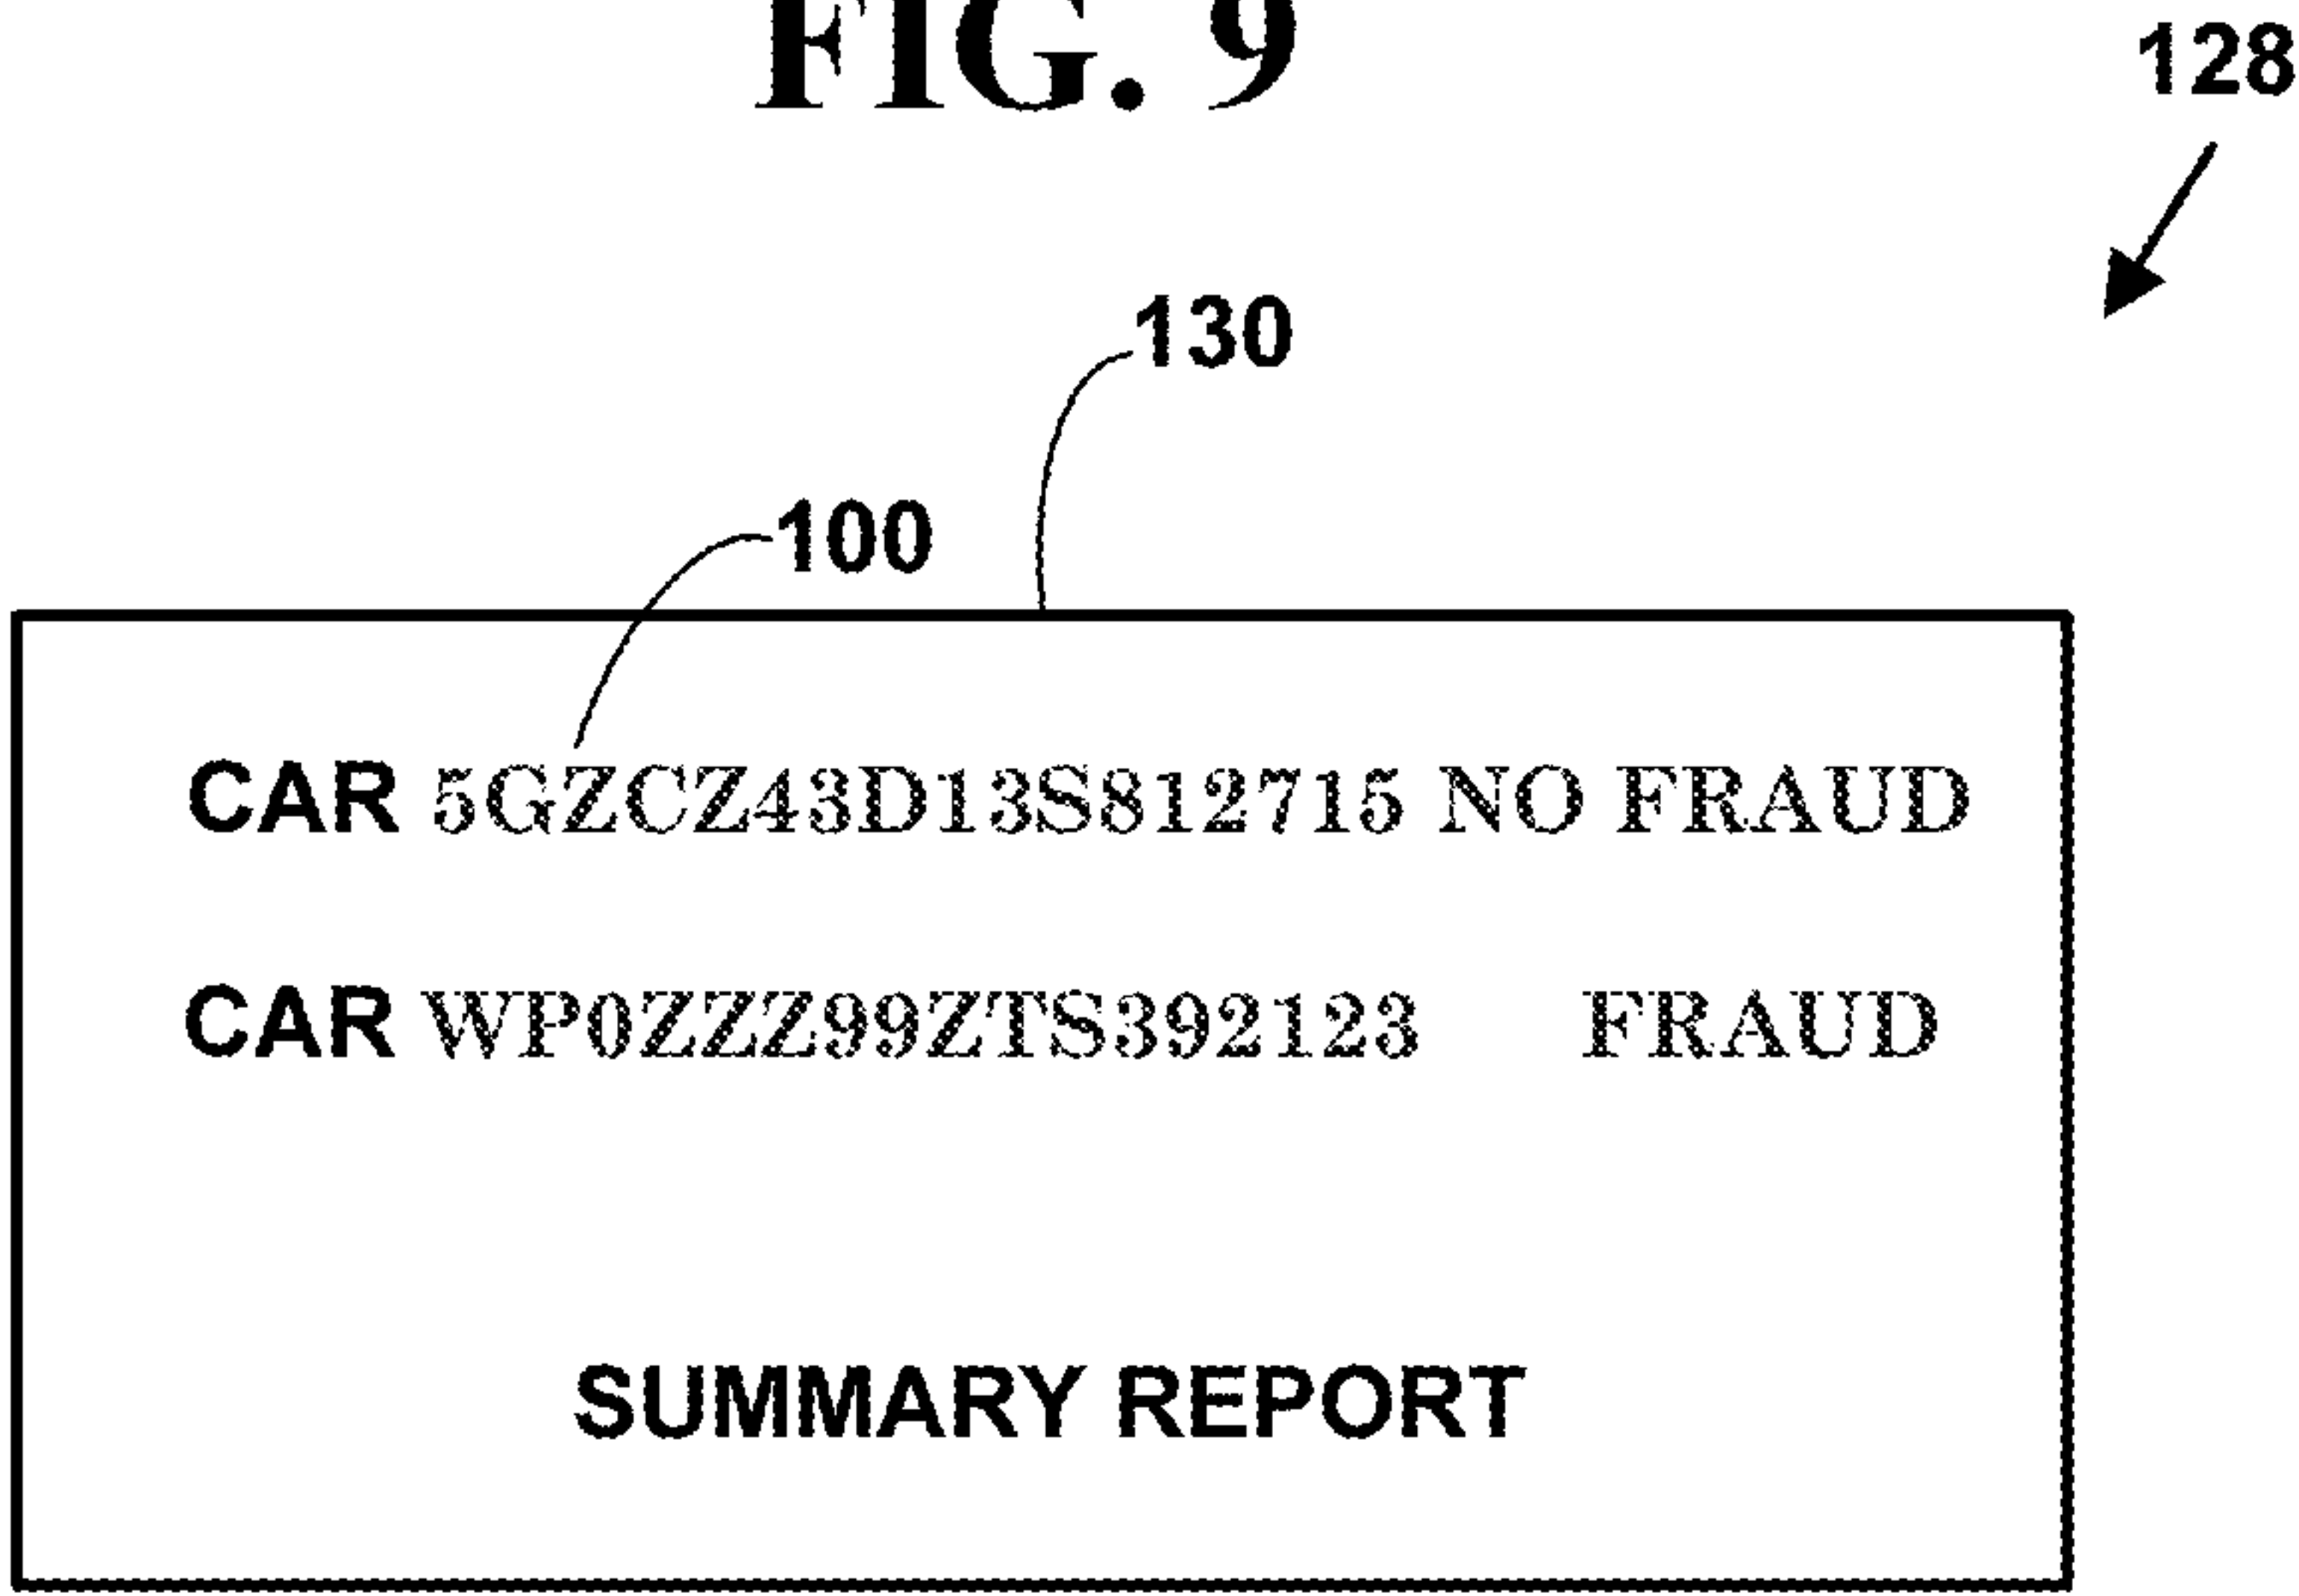 FIG. 9
128
130
100
CAR 5GZCZ43D13S812715 NO FRAUD
CAR WP0ZZZ99ZTS392123 FRAUD
SUMMARY REPORT